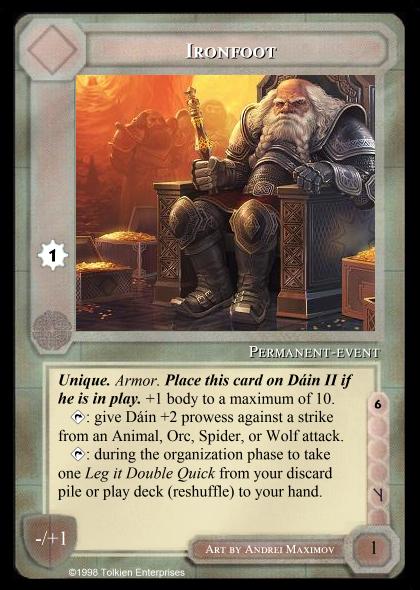 IRONFOOT
1
PERMANENT-EVENT
Unique. Armor. Place this card on Dáin II if
he is in play. +1 body to a maximum of 10.
: give Dáin +2 prowess against a strike
from an Animal, Orc, Spider, or Wolf attack.
: during the organization phase to take
one Leg it Double Quick from your discard
pile or play deck (reshuffle) to your hand.
6
-/+1
ART BY ANDREI MAXIMOV
1
©1998 Tolkien Enterprises